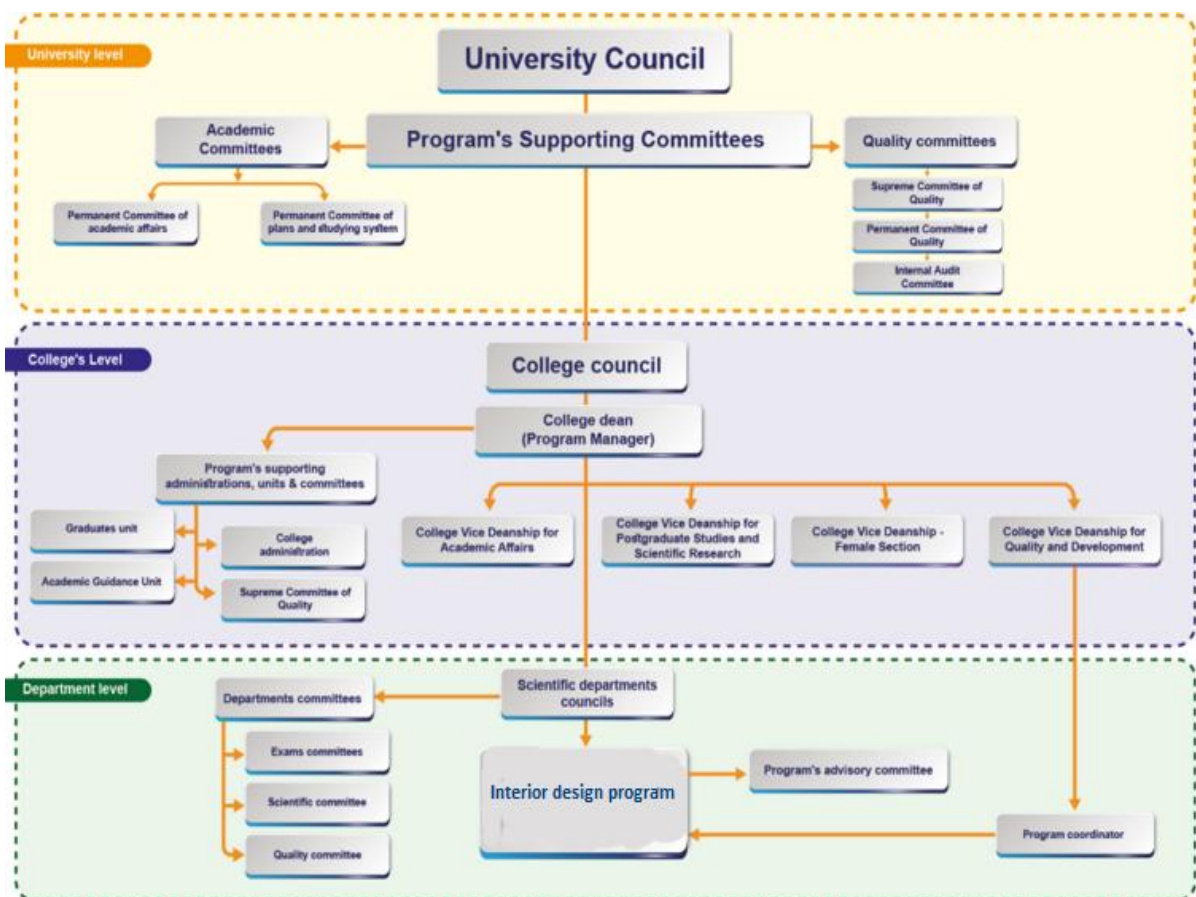 University level
University Council
Program's Supporting Committees
Academic
Committees
Permanent Committee of
academic affairs
Permanent Committee of
plans and studying system
Quality committees
Supreme Committee of
Quality
Permanent Committee of
Quality
Internal Audit
Committee
College's Level
College council
College dean
(Program Manager)
Program's supporting
administrations, units & committees
Graduates unit
College
administration
Academic Guidance Unit
Supreme Committee of
Quality
College Vice Deanship for
Academic Affairs
College Vice Deanship for
Postgraduate Studies and
Scientific Research
College Vice Deanship -
Female Section
College Vice Deanship for
Quality and Development
Department level
Scientific departments
councils
Departments committees
Exams committees
Scientific committee
Quality committee
Interior design program
Program's advisory committee
Program coordinator